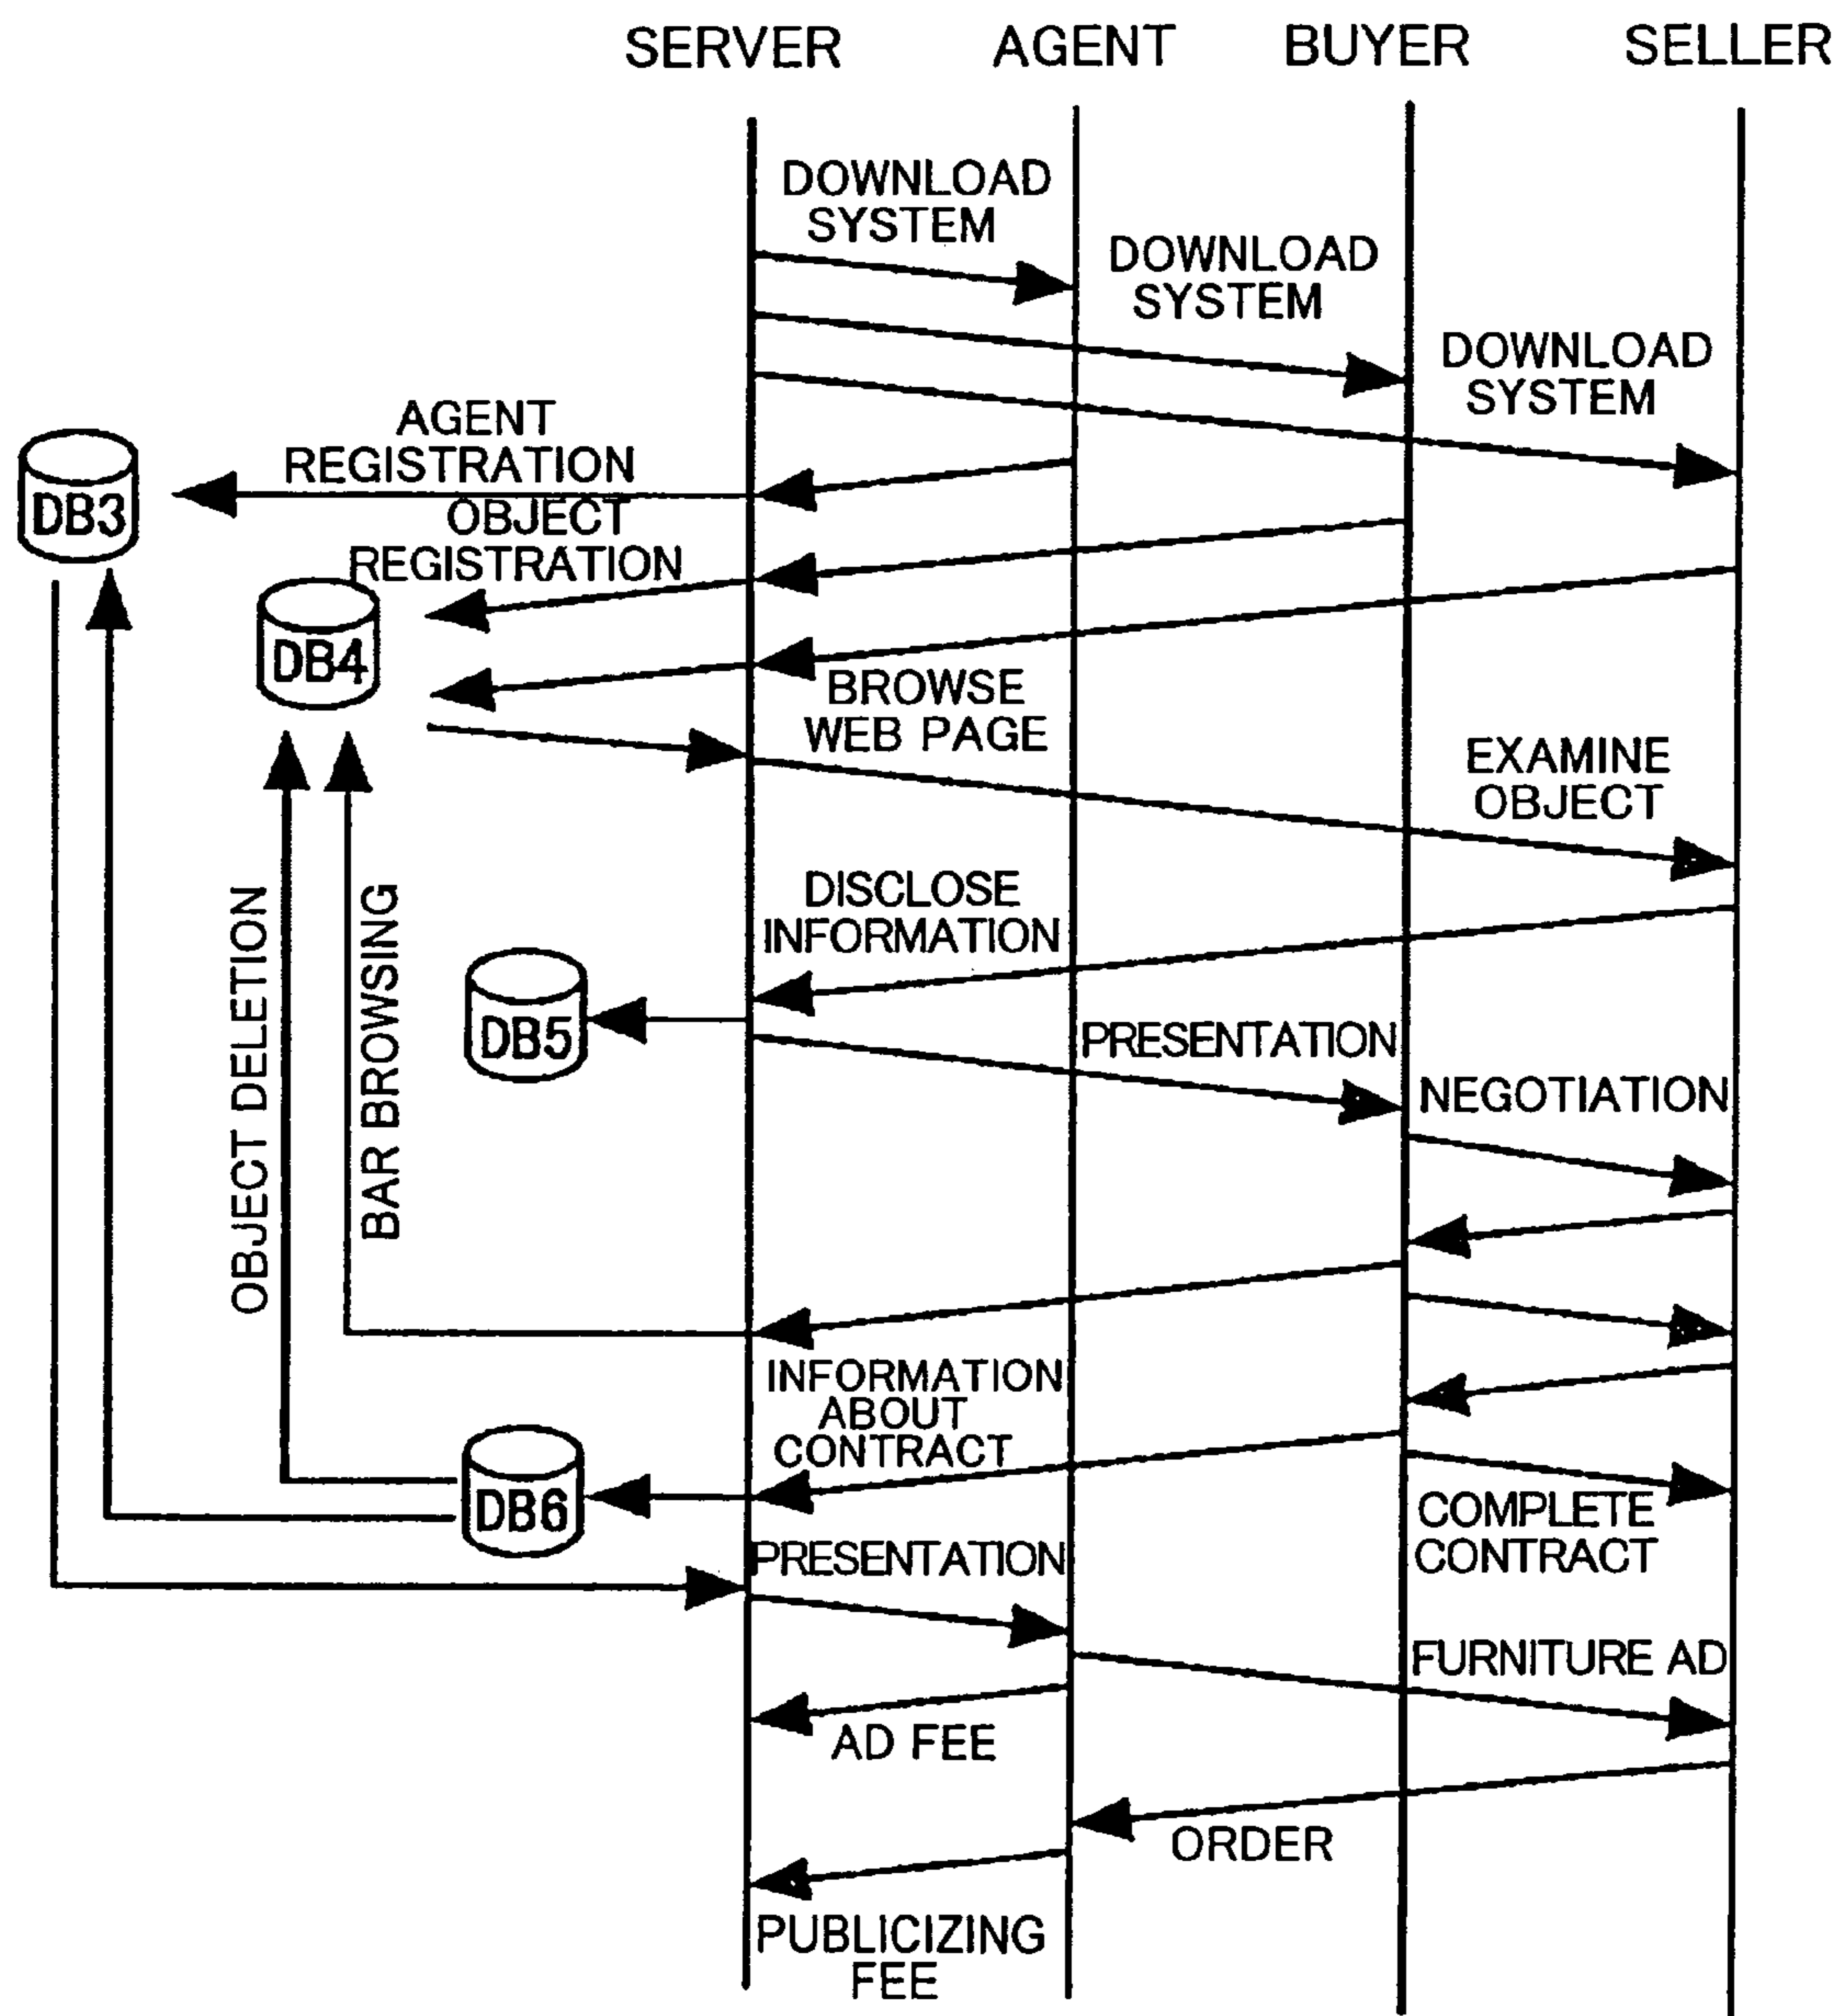 SERVER AGENT BUYER SELLER
DOWNLOAD
SYSTEM
DOWNLOAD
SYSTEM
DOWNLOAD
SYSTEM
AGENT
REGISTRATION
DB3
OBJECT
REGISTRATION
DB4
BROWSE
WEB PAGE
EXAMINE
OBJECT
OBJECT DELETION
BAR BROWSING
DISCLOSE
INFORMATION
DB5
PRESENTATION
NEGOTIATION
INFORMATION
ABOUT
CONTRACT
DB6
COMPLETE
CONTRACT
PRESENTATION
FURNITURE AD
AD FEE
ORDER
PUBLICIZING
FEE